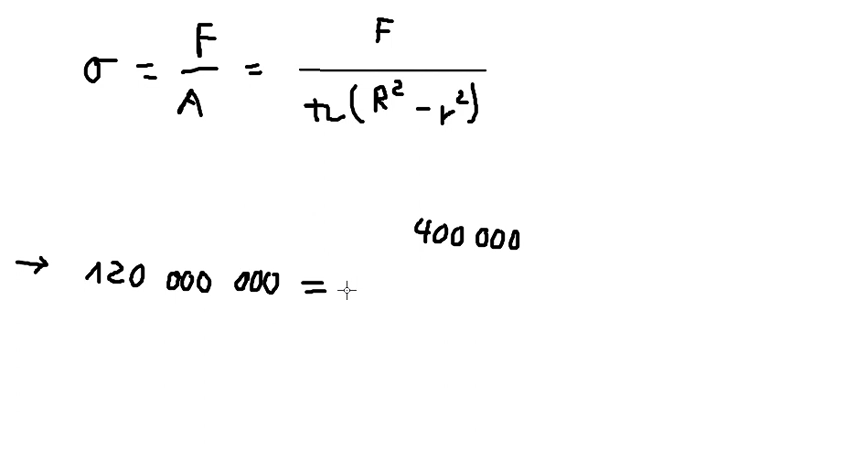 σ = F/A = F/π(R² - r²)
→ 120 000 000 = 400 000